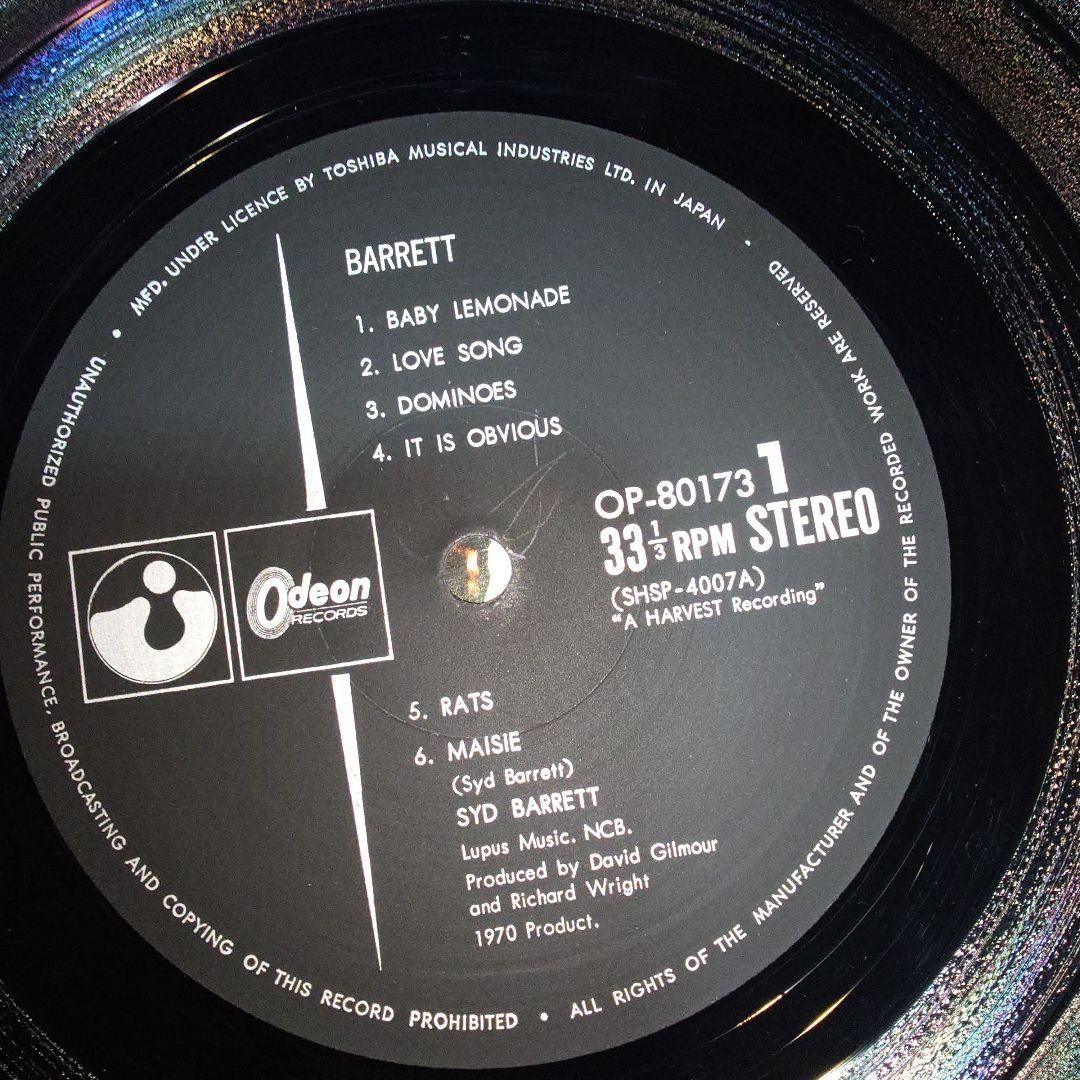 MFD. UNDER LICENCE BY TOSHIBA MUSICAL INDUSTRIES LTD. IN JAPAN •
BARRETT
1. BABY LEMONADE
2. LOVE SONG
3. DOMINOES
4. IT IS OBVIOUS
OP-80173 1
33 1/3 RPM STEREO
(SHSP-4007A)
"A HARVEST Recording"
Odeon
RECORDS
5. RATS
6. MAISIE
(Syd Barrett)
SYD BARRETT
Lupus Music. NCB.
Produced by David Gilmour
and Richard Wright
1970 Product.
ALL RIGHTS OF THE MANUFACTURER AND OF THE OWNER OF THE RECORDED WORK ARE RESERVED
• UNAUTHORIZED PUBLIC PERFORMANCE, BROADCASTING AND COPYING OF THIS RECORD PROHIBITED •